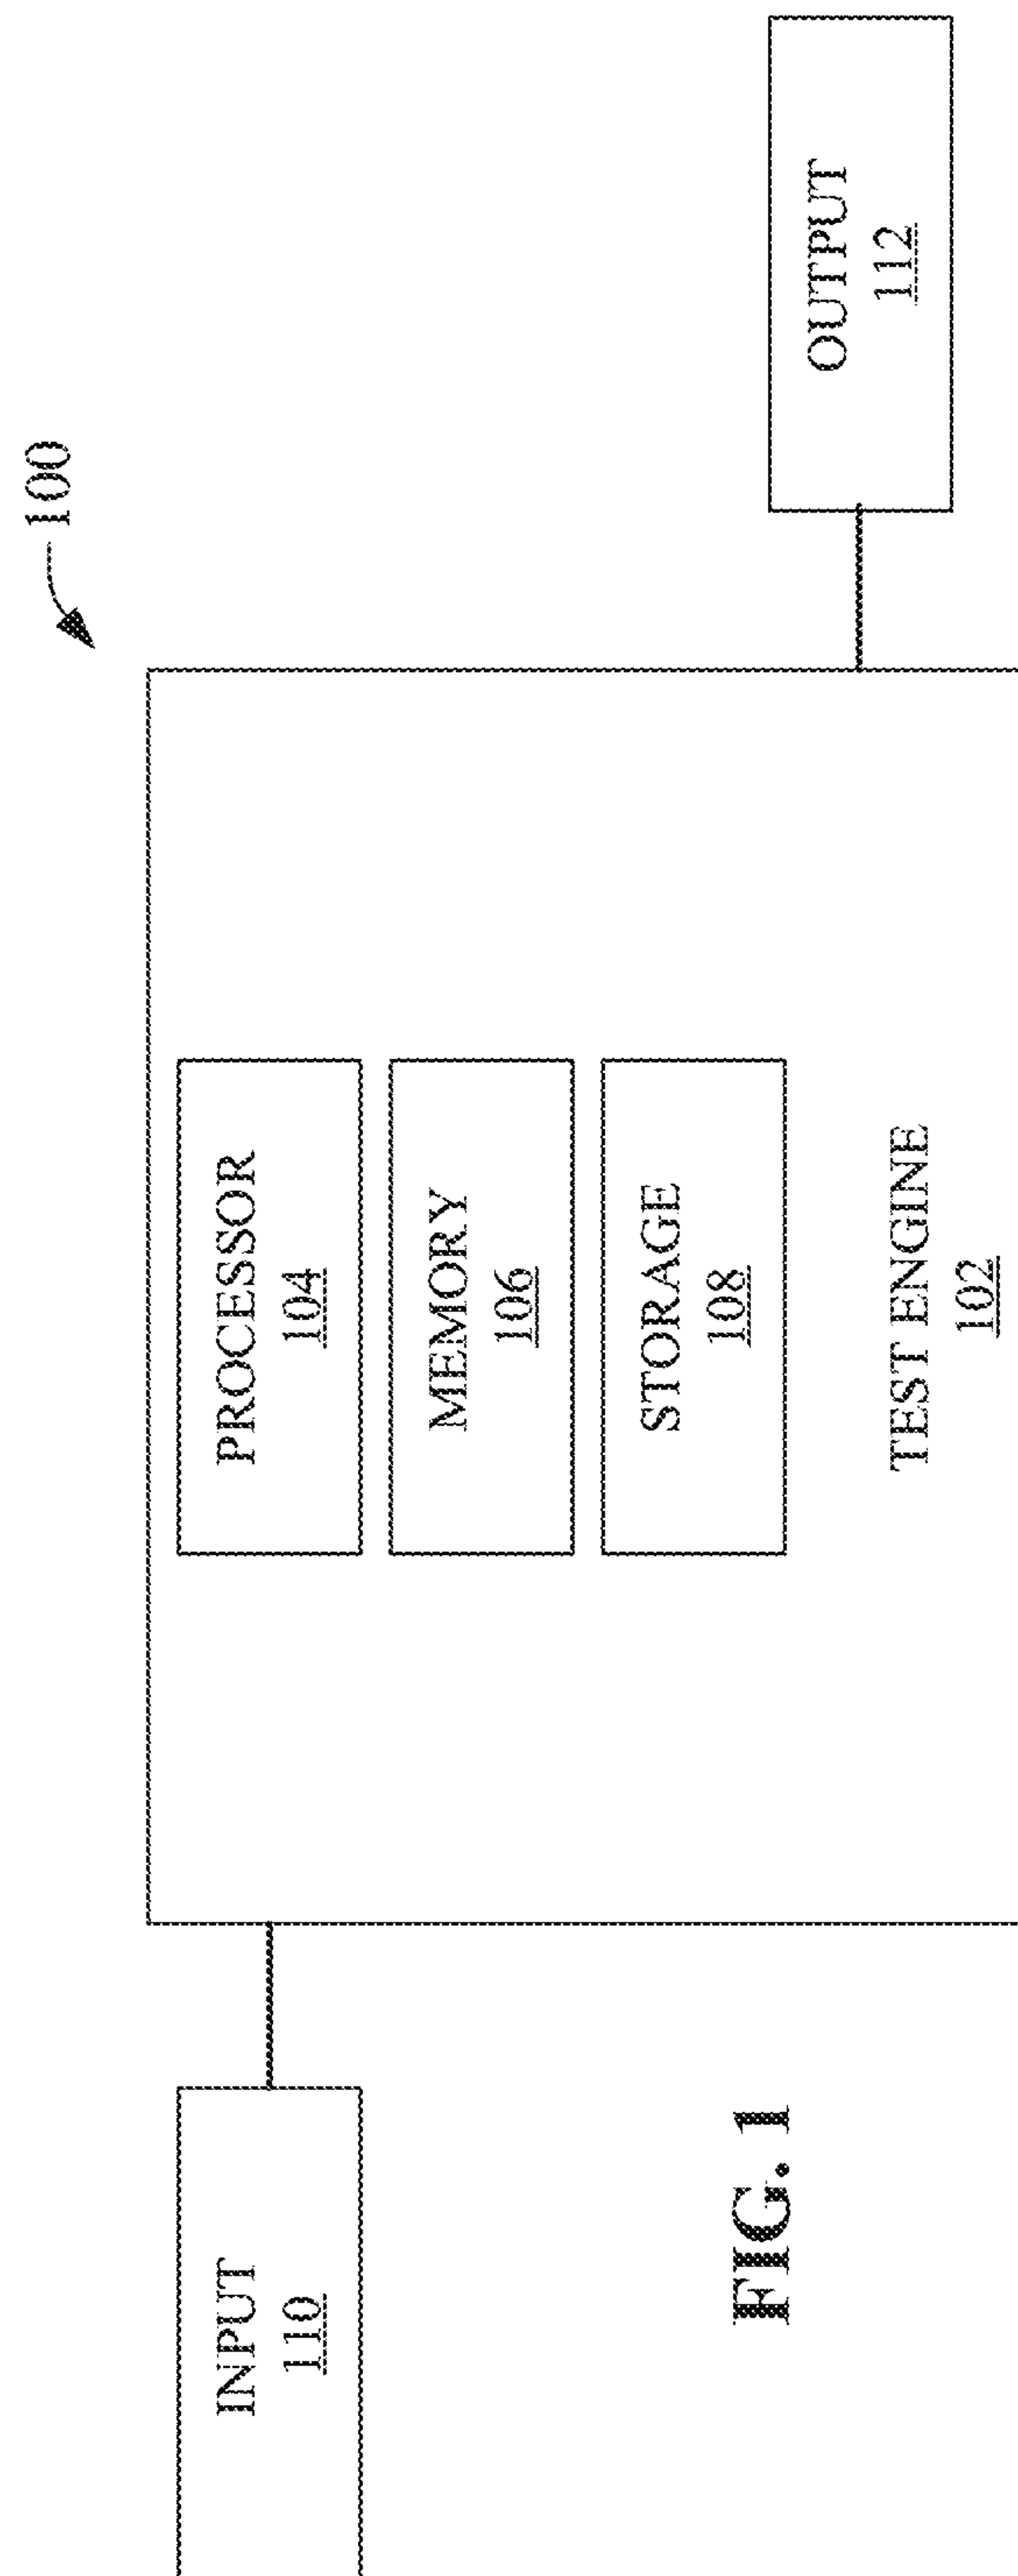 100
INPUT
110
PROCESSOR
104
MEMORY
106
STORAGE
108
TEST ENGINE
102
OUTPUT
112
FIG. 1